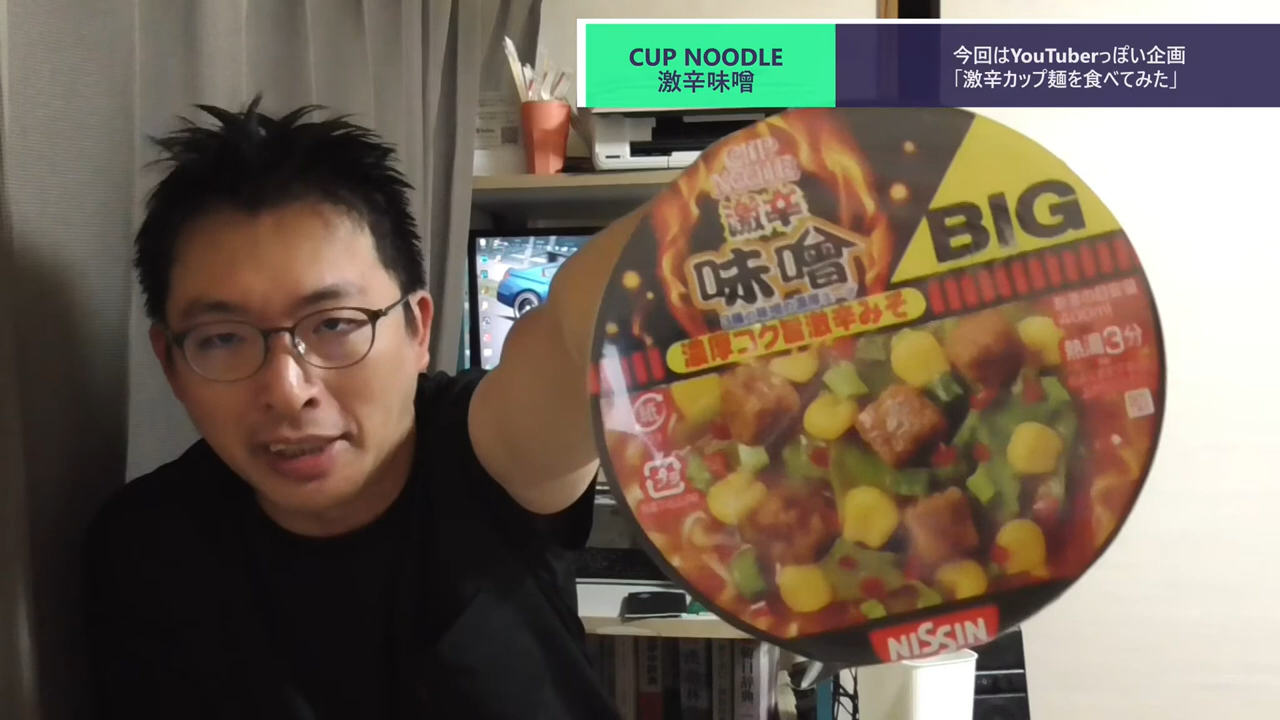 CUP NOODLE
激辛味噌
今回はYouTuberっぽい企画
「激辛カップ麺を食べてみた」
CUP
NOODLE
激辛
味噌
BIG
濃厚コク旨激辛みそ
400ml
熱湯3分
紙
NISSIN